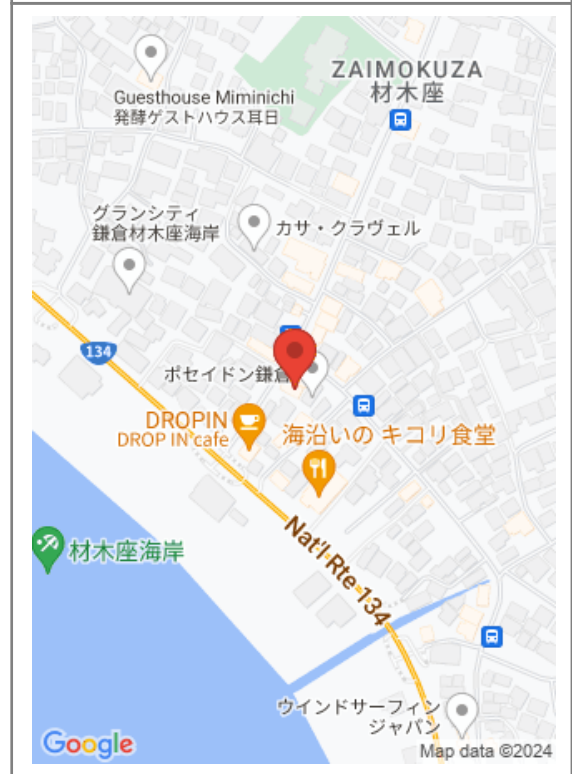 ZAIMOKUZA
材木座
Guesthouse Miminichi
発酵ゲストハウス耳日
グランシティ
鎌倉材木座海岸
カサ・クラヴェル
134
ポセイドン鎌倉
DROPIN
DROP IN cafe
海沿いの キコリ食堂
Nat'l Rte 134
材木座海岸
ウインドサーフィン
ジャパン
Google
Map data ©2024